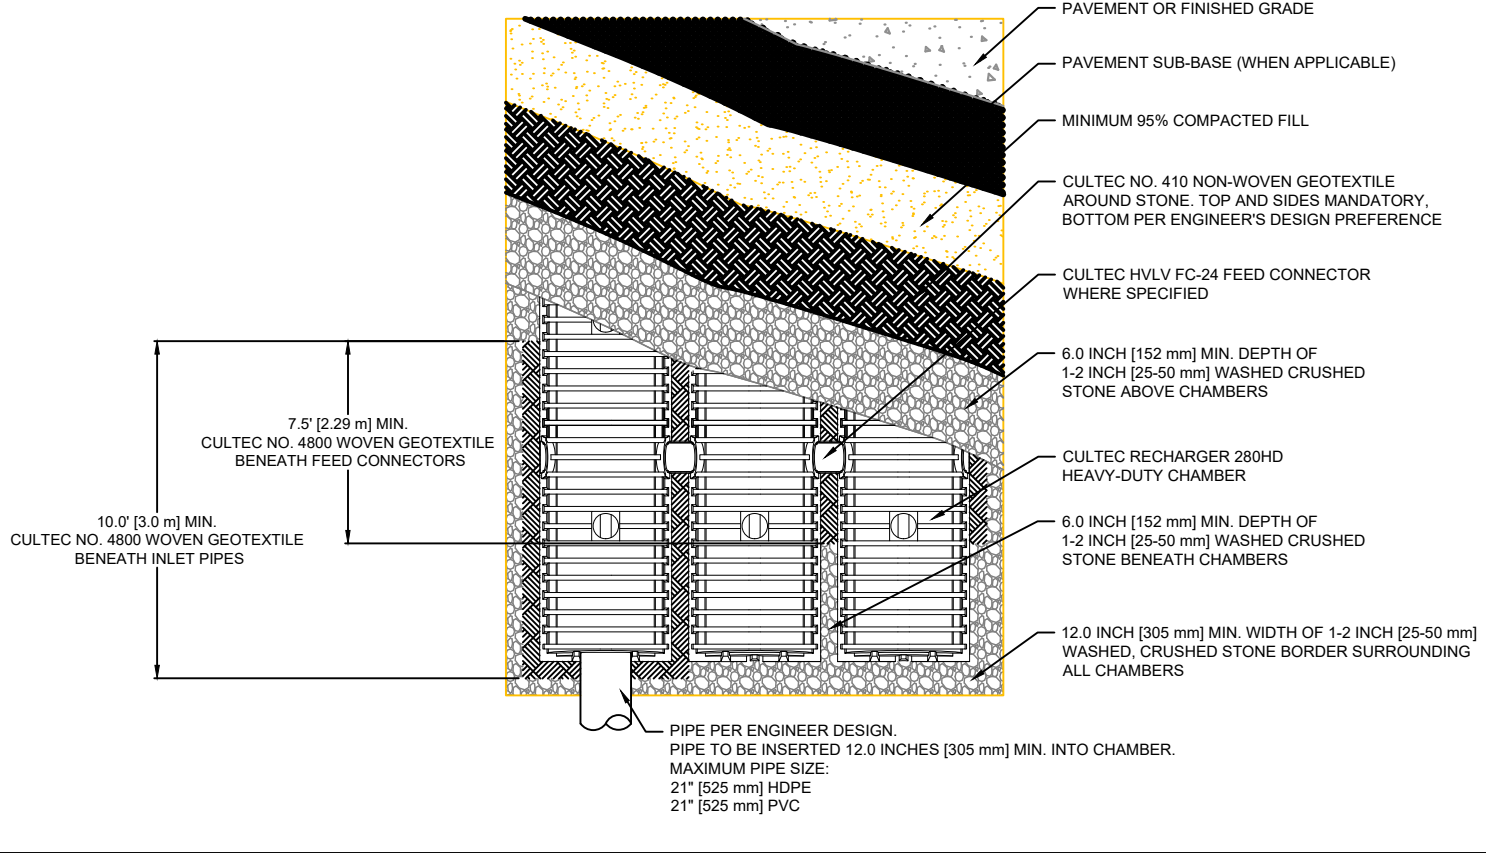 PAVEMENT OR FINISHED GRADE
PAVEMENT SUB-BASE (WHEN APPLICABLE)
MINIMUM 95% COMPACTED FILL
CULTEC NO. 410 NON-WOVEN GEOTEXTILE
AROUND STONE. TOP AND SIDES MANDATORY,
BOTTOM PER ENGINEER'S DESIGN PREFERENCE
CULTEC HVLV FC-24 FEED CONNECTOR
WHERE SPECIFIED
6.0 INCH [152 mm] MIN. DEPTH OF
1-2 INCH [25-50 mm] WASHED CRUSHED
STONE ABOVE CHAMBERS
7.5' [2.29 m] MIN.
CULTEC NO. 4800 WOVEN GEOTEXTILE
BENEATH FEED CONNECTORS
CULTEC RECHARGER 280HD
HEAVY-DUTY CHAMBER
10.0' [3.0 m] MIN.
CULTEC NO. 4800 WOVEN GEOTEXTILE
BENEATH INLET PIPES
6.0 INCH [152 mm] MIN. DEPTH OF
1-2 INCH [25-50 mm] WASHED CRUSHED
STONE BENEATH CHAMBERS
12.0 INCH [305 mm] MIN. WIDTH OF 1-2 INCH [25-50 mm]
WASHED, CRUSHED STONE BORDER SURROUNDING
ALL CHAMBERS
PIPE PER ENGINEER DESIGN.
PIPE TO BE INSERTED 12.0 INCHES [305 mm] MIN. INTO CHAMBER.
MAXIMUM PIPE SIZE:
21" [525 mm] HDPE
21" [525 mm] PVC